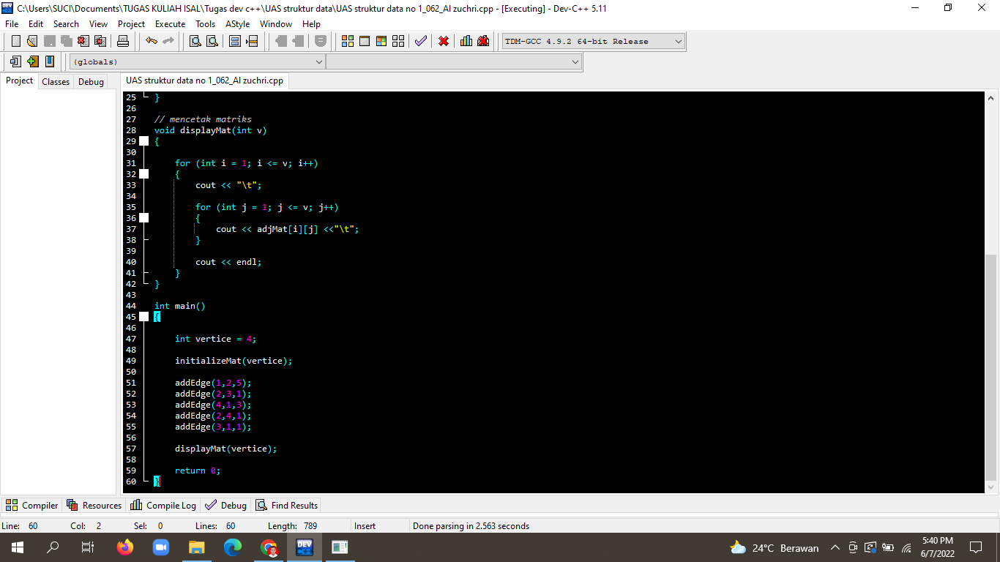 C:\Users\SUCI\Documents\TUGAS KULIAH ISAL\Tugas dev c++\UAS struktur data\UAS struktur data no 1_062_Al zuchri.cpp - [Executing] - Dev-C++ 5.11
File Edit Search View Project Execute Tools AStyle Window Help
TDM-GCC 4.9.2 64-bit Release
(globals)
Project Classes Debug
UAS struktur data no 1_062_Al zuchri.cpp
25 }
26
27 // mencetak matriks
28 void displayMat(int v)
29 {
30
31 for (int i = 1; i <= v; i++)
32 {
33 cout << "\t";
34
35 for (int j = 1; j <= v; j++)
36 {
37 cout << adjMat[i][j] <<"\t";
38 }
39
40 cout << endl;
41 }
42 }
43
44 int main()
45 {
46
47 int vertice = 4;
48
49 initializeMat(vertice);
50
51 addEdge(1,2,5);
52 addEdge(2,3,1);
53 addEdge(4,1,3);
54 addEdge(2,4,1);
55 addEdge(3,1,1);
56
57 displayMat(vertice);
58
59 return 0;
60 }
Compiler Resources Compile Log Debug Find Results
Line: 60 Col: 2 Sel: 0 Lines: 60 Length: 789 Insert Done parsing in 2.563 seconds
DEV
24°C Berawan
5:40 PM
6/7/2022